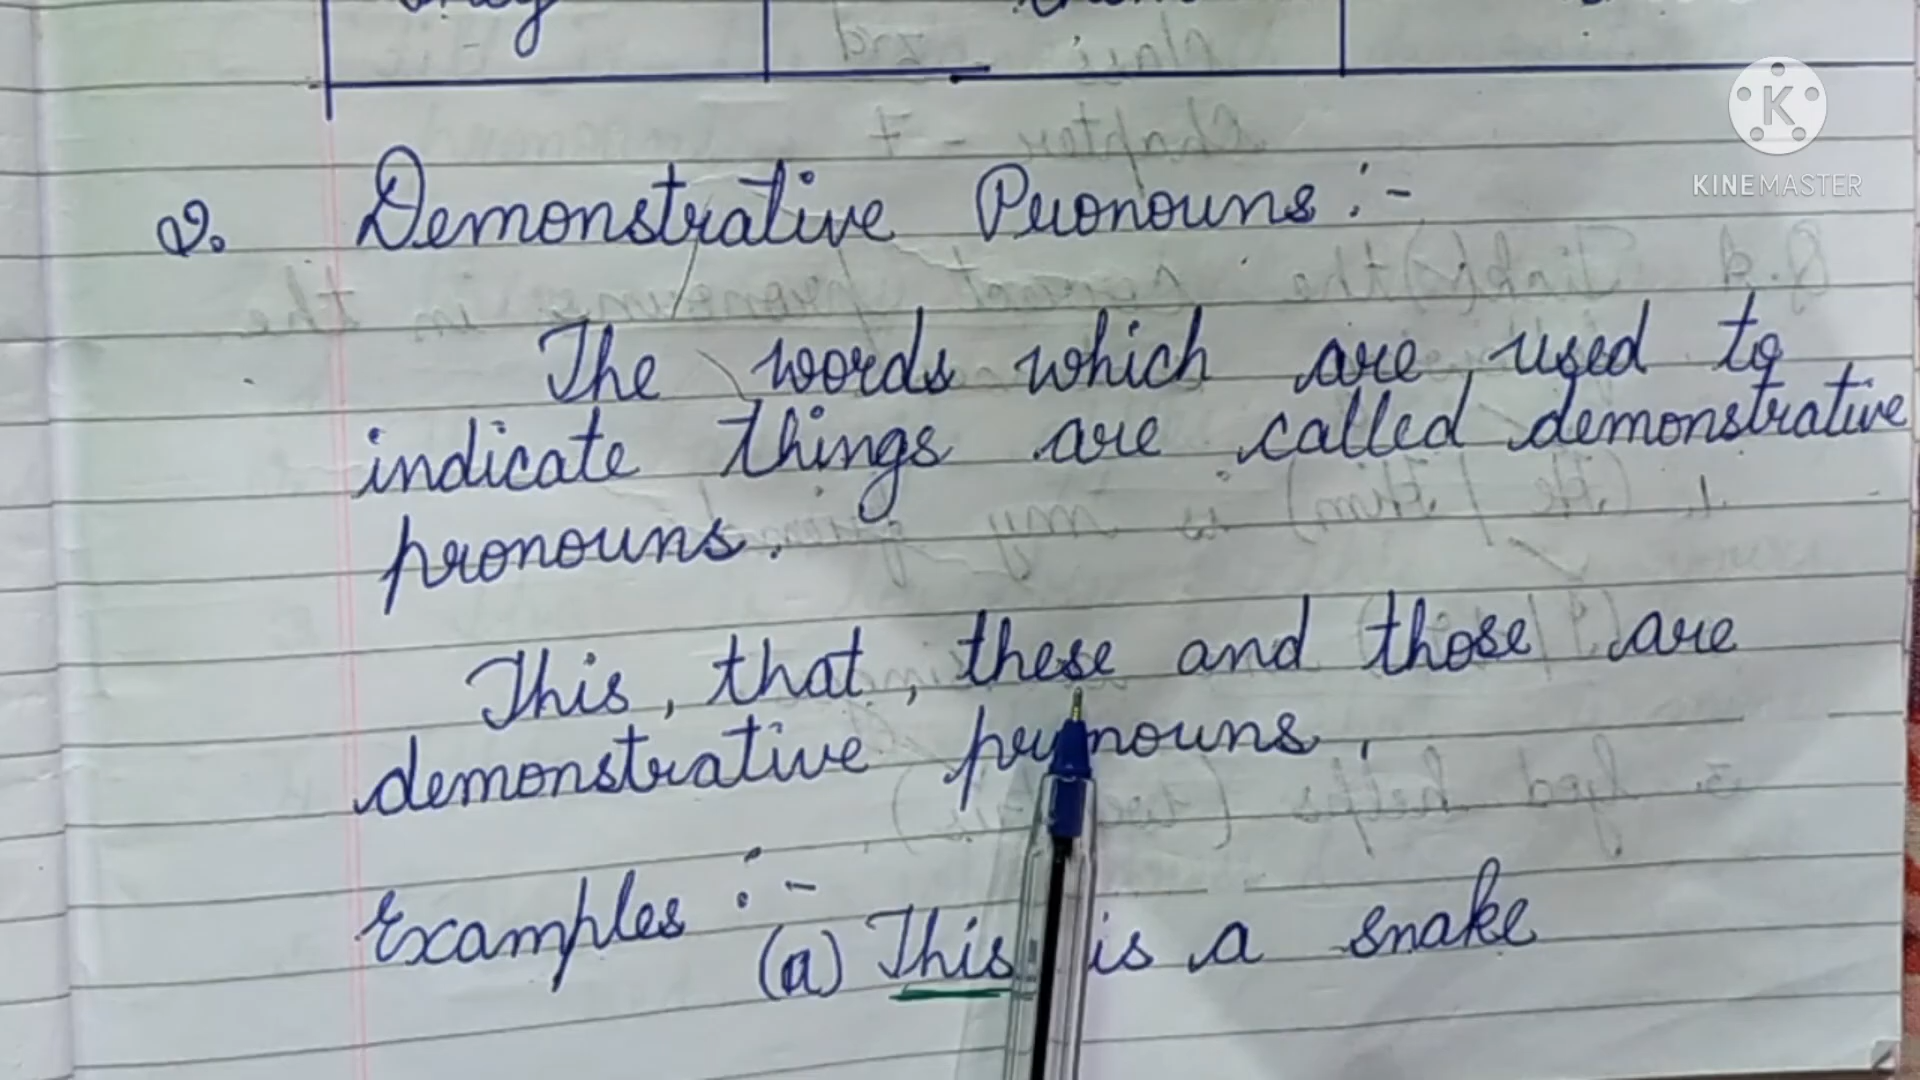 2. Demonstrative Pronouns :-
The words which are used to
indicate things are called demonstrative
pronouns.
This, that, these and those are
demonstrative pronouns.
Examples :-
(a) This is a snake
K
KINEMASTER